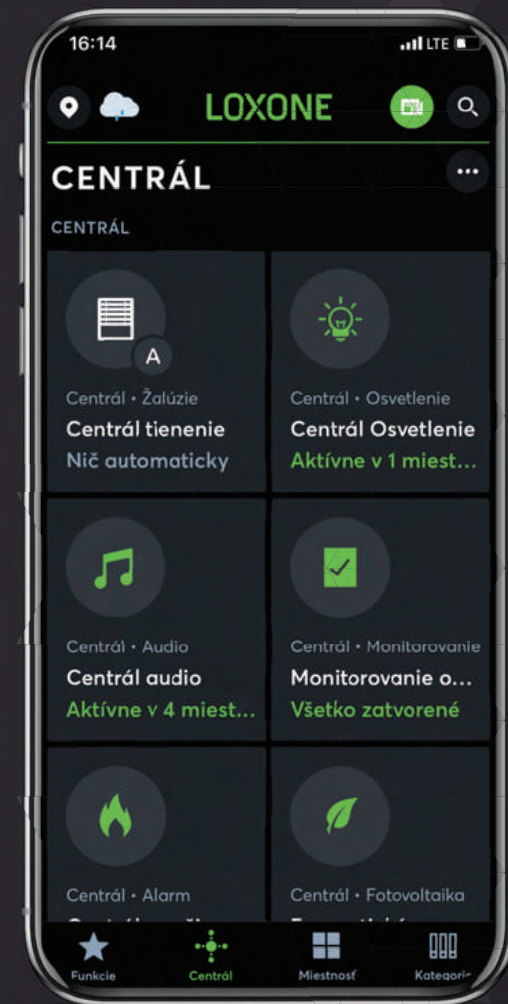 16:14
LTE
LOXONE
CENTRÁL
CENTRÁL
A
Centrál • Žalúzie
Centrál tienenie
Nič automaticky
Centrál • Osvetlenie
Centrál Osvetlenie
Aktívne v 1 miest...
Centrál • Audio
Centrál audio
Aktívne v 4 miest...
Centrál • Monitorovanie
Monitorovanie o...
Všetko zatvorené
Centrál • Alarm
Centrál • Fotovoltaika
Funkcie
Centrál
Miestnosť